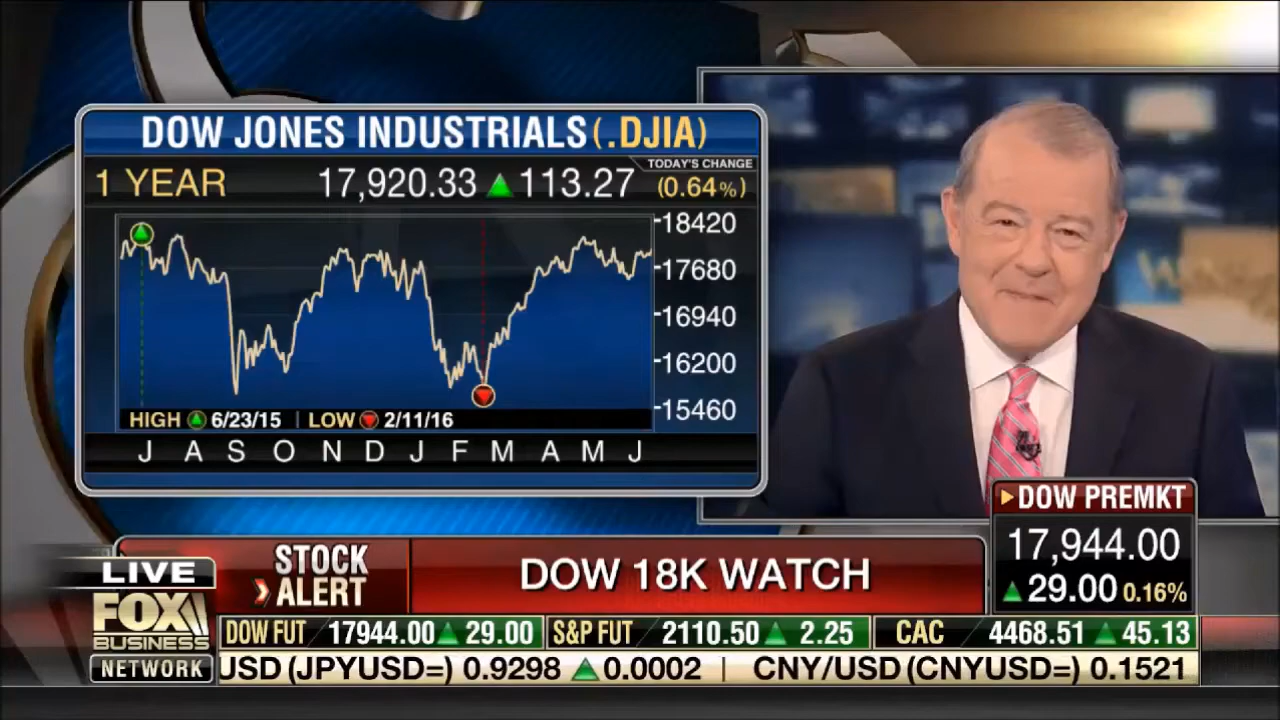 DOW JONES INDUSTRIALS (.DJIA)
TODAY'S CHANGE
1 YEAR 17,920.33 ▲ 113.27 (0.64%)
18420
17680
16940
16200
15460
HIGH 6/23/15 | LOW 2/11/16
J A S O N D J F M A M J
DOW PREMKT
17,944.00
▲ 29.00 0.16%
STOCK
ALERT
DOW 18K WATCH
LIVE
FOX
BUSINESS
NETWORK
DOW FUT 17944.00 ▲ 29.00 S&P FUT 2110.50 ▲ 2.25 CAC 4468.51 ▲ 45.13
USD (JPYUSD=) 0.9298 ▲ 0.0002 | CNY/USD (CNYUSD=) 0.1521